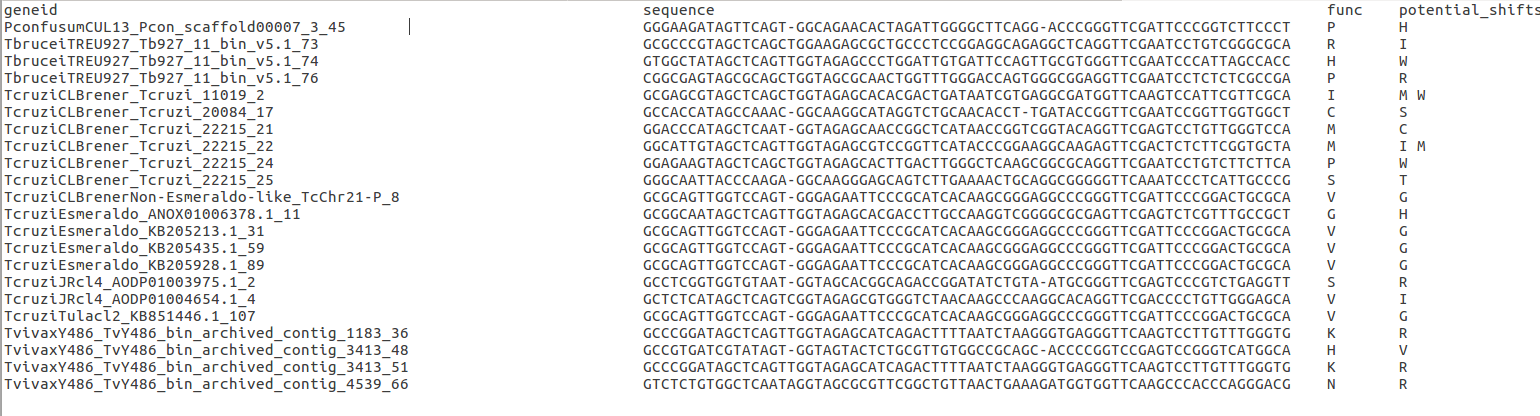 geneid sequence func potential_shifts
PconfusumCUL13_Pcon_scaffold00007_3_45 GGGAAGATAGTTCAGT-GGCAGAACACTAGATTGGGGCTTCAGG-ACCCGGGTTCGATTCCCGGTCTTCCCT P H
TbruceiTREU927_Tb927_11_bin_v5.1_73 GCGCCCGTAGCTCAGCTGGAAGAGCGCTGCCCTCCGGAGGCAGAGGCTCAGGTTCGAATCCTGTCGGGCGCA R I
TbruceiTREU927_Tb927_11_bin_v5.1_74 GTGGCTATAGCTCAGTTGGTAGAGCCCTGGATTGTGATTCCAGTTGCGTGGGTTCGAATCCCATTAGCCACC H W
TbruceiTREU927_Tb927_11_bin_v5.1_76 CGGCGAGTAGCGCAGCTGGTAGCGCAACTGGTTTGGGACCAGTGGGCGGAGGTTCGAATCCTCTCTCGCCGA P R
TcruziCLBrener_Tcruzi_11019_2 GCGAGCGTAGCTCAGCTGGTAGAGCACACGACTGATAATCGTGAGGCGATGGTTCAAGTCCATTCGTTCGCA I M W
TcruziCLBrener_Tcruzi_20084_17 GCCACCATAGCCAAAC-GGCAAGGCATAGGTCTGCAACACCT-TGATACCGGTTCGAATCCGGTTGGTGGCT C S
TcruziCLBrener_Tcruzi_22215_21 GGACCCATAGCTCAAT-GGTAGAGCAACCGGCTCATAACCGGTCGGTACAGGTTCGAGTCCTGTTGGGTCCA M C
TcruziCLBrener_Tcruzi_22215_22 GGCATTGTAGCTCAGTTGGTAGAGCGTCCGGTTCATACCCGGAAGGCAAGAGTTCGACTCTCTTCGGTGCTA M I M
TcruziCLBrener_Tcruzi_22215_24 GGAGAAGTAGCTCAGCTGGTAGAGCACTTGACTTGGGCTCAAGCGGCGCAGGTTCGAATCCTGTCTTCTTCA P W
TcruziCLBrener_Tcruzi_22215_25 GGGCAATTACCCAAGA-GGCAAGGGAGCAGTCTTGAAAACTGCAGGCGGGGGTTCAAATCCCTCATTGCCCG S T
TcruziCLBrenerNon-Esmeraldo-like_TcChr21-P_8 GCGCAGTTGGTCCAGT-GGGAGAATTCCCGCATCACAAGCGGGAGGCCCGGGTTCGATTCCCGGACTGCGCA V G
TcruziEsmeraldo_ANOX01006378.1_11 GCGGCAATAGCTCAGTTGGTAGAGCACGACCTTGCCAAGGTCGGGGCGCGAGTTCGAGTCTCGTTTGCCGCT G H
TcruziEsmeraldo_KB205213.1_31 GCGCAGTTGGTCCAGT-GGGAGAATTCCCGCATCACAAGCGGGAGGCCCGGGTTCGATTCCCGGACTGCGCA V G
TcruziEsmeraldo_KB205435.1_59 GCGCAGTTGGTCCAGT-GGGAGAATTCCCGCATCACAAGCGGGAGGCCCGGGTTCGATTCCCGGACTGCGCA V G
TcruziEsmeraldo_KB205928.1_89 GCGCAGTTGGTCCAGT-GGGAGAATTCCCGCATCACAAGCGGGAGGCCCGGGTTCGATTCCCGGACTGCGCA V G
TcruziJRcl4_AODP01003975.1_2 GCCTCGGTGGTGTAAT-GGTAGGCACGGCAGACCGGATATCTGTA-ATGCGGGTTCGAGTCCCGTCTGAGGTT S R
TcruziJRcl4_AODP01004654.1_4 GCTCTCATAGCTCAGTCGGTAGAGCGTGGGTCTAACAAGCCCAAGGCACAGGTTCGACCCCTGTTGGGAGCA V I
TcruziTulacl2_KB851446.1_107 GCGCAGTTGGTCCAGT-GGGAGAATTCCCGCATCACAAGCGGGAGGCCCGGGTTCGATTCCCGGACTGCGCA V G
TvivaxY486_TvY486_bin_archived_contig_1183_36 GCCCGGATAGCTCAGTTGGTAGAGCATCAGACTTTTAATCTAAGGGTGAGGGTTCAAGTCCTTGTTTGGGTG K R
TvivaxY486_TvY486_bin_archived_contig_3413_48 GCCGTGATCGTATAGT-GGTAGTACTCTGCGTTGTGGCCGCAGC-ACCCCGGTCCGAGTCCGGGTCATGGCA H V
TvivaxY486_TvY486_bin_archived_contig_3413_51 GCCCGGATAGCTCAGTTGGTAGAGCATCAGACTTTTAATCTAAGGGTGAGGGTTCAAGTCCTTGTTTGGGTG K R
TvivaxY486_TvY486_bin_archived_contig_4539_66 GTCTCTGTGGCTCAATAGGTAGCGCGTTCGGCTGTTAACTGAAAGATGGTGGTTCAAGCCCACCCAGGGACG N R